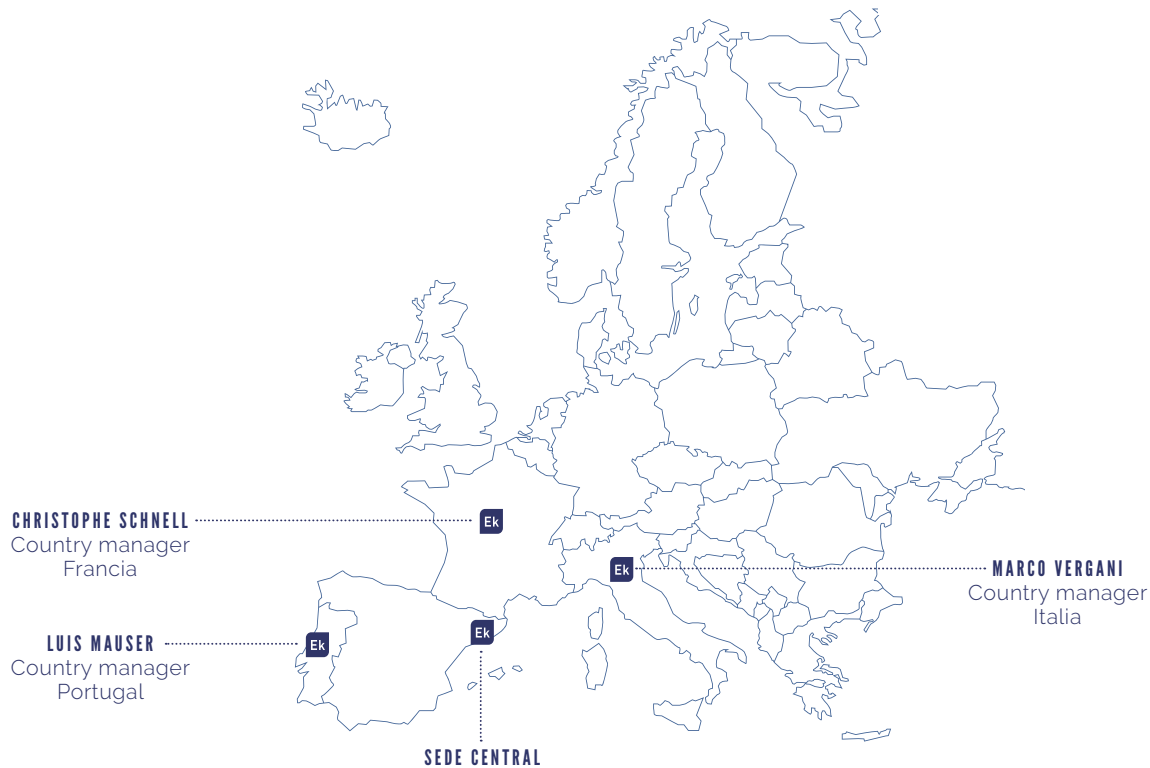 CHRISTOPHE SCHNELL
Country manager
Francia
Ek
Ek
MARCO VERGANI
Country manager
Italia
LUIS MAUSER
Country manager
Portugal
Ek
Ek
SEDE CENTRAL